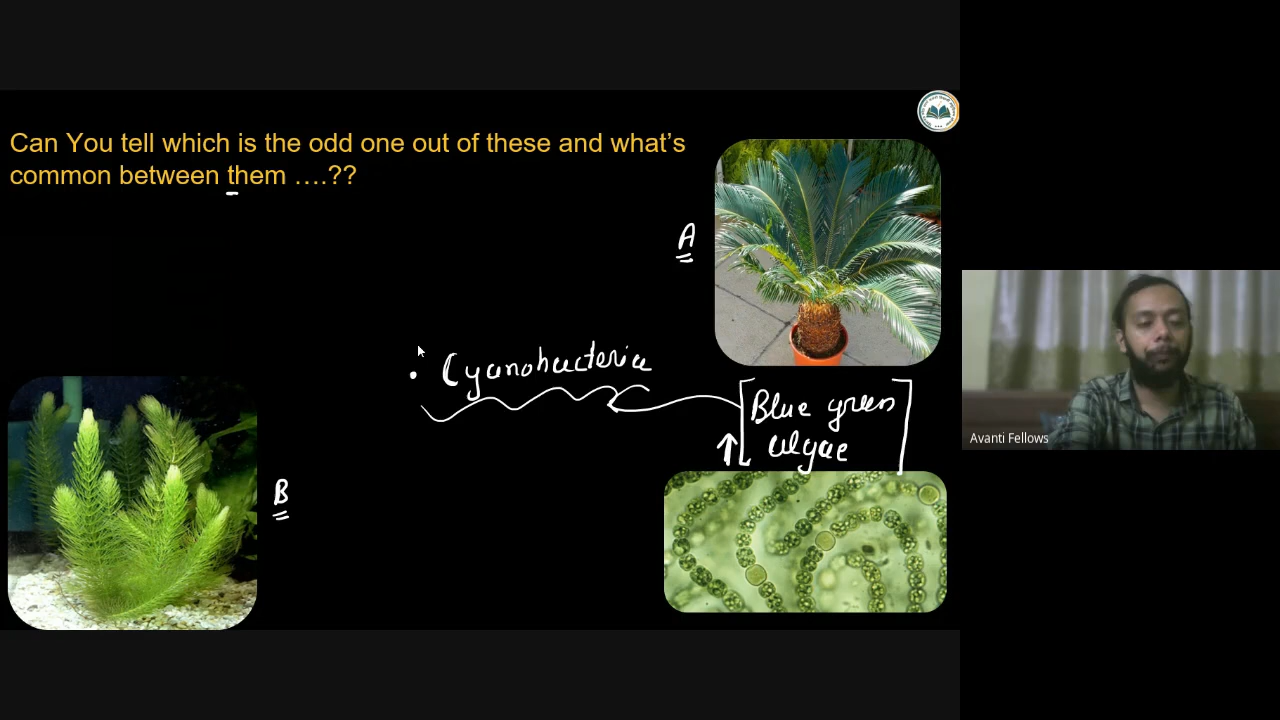 Can You tell which is the odd one out of these and what's
common between them ....??
A
Cyanobacteria
Blue green
algae
B
Avanti Fellows